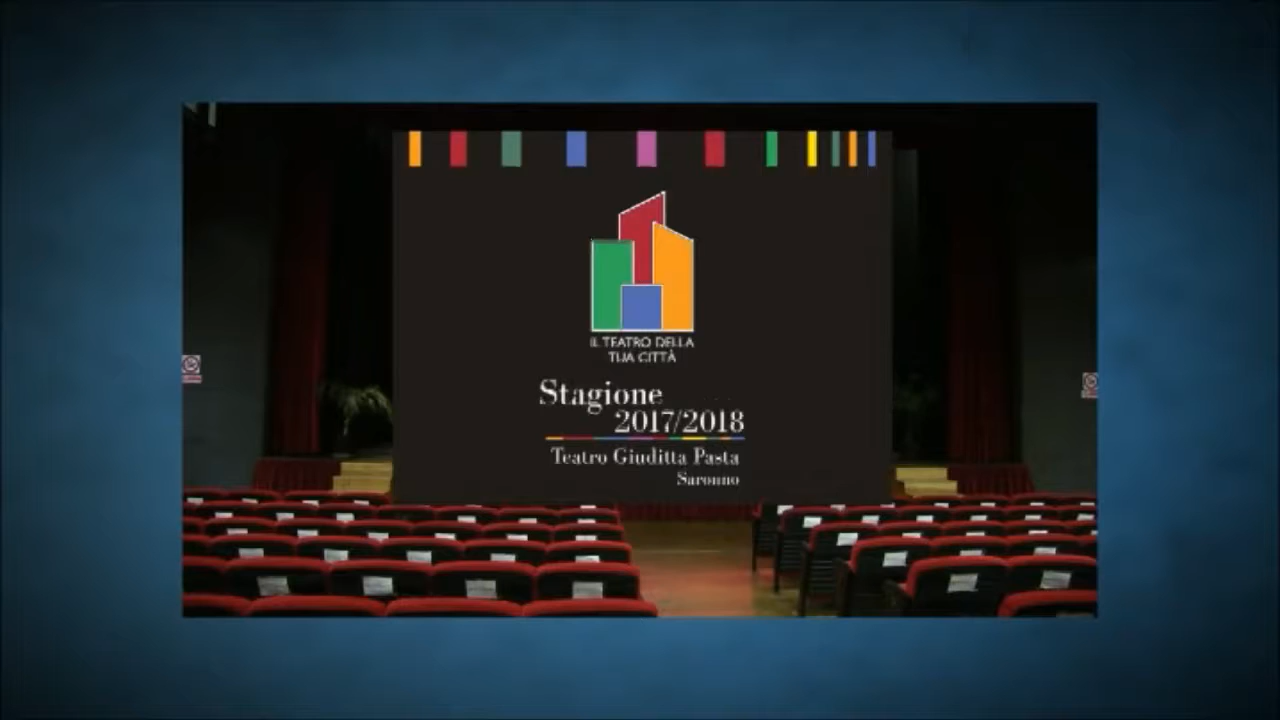 IL TEATRO DELLA
TUA CITTÀ
Stagione
2017/2018
Teatro Giuditta Pasta
Saronno